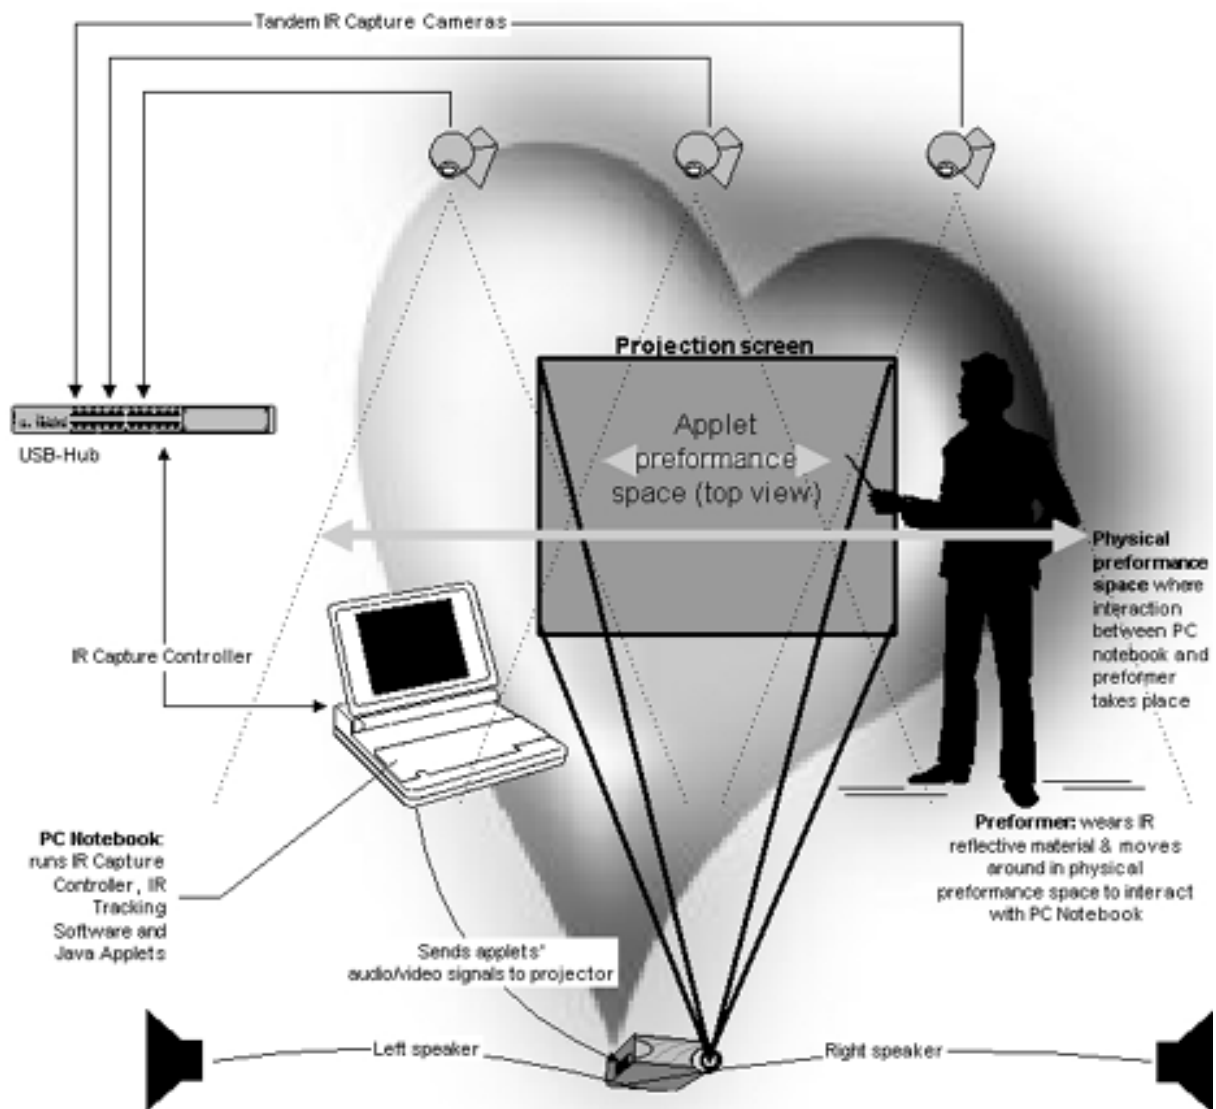 Tandem IR Capture Cameras
Projection screen
Applet
preformance
space (top view)
USB-Hub
Physical
preformance
space where
interaction
between PC
notebook and
preformer
takes place
IR Capture Controller
PC Notebook:
runs IR Capture
Controller, IR
Tracking
Software and
Java Applets
Preformer: wears IR
reflective material & moves
around in physical
preformance space to interact
with PC Notebook
Sends applets'
audio/video signals to projector
Left speaker
Right speaker